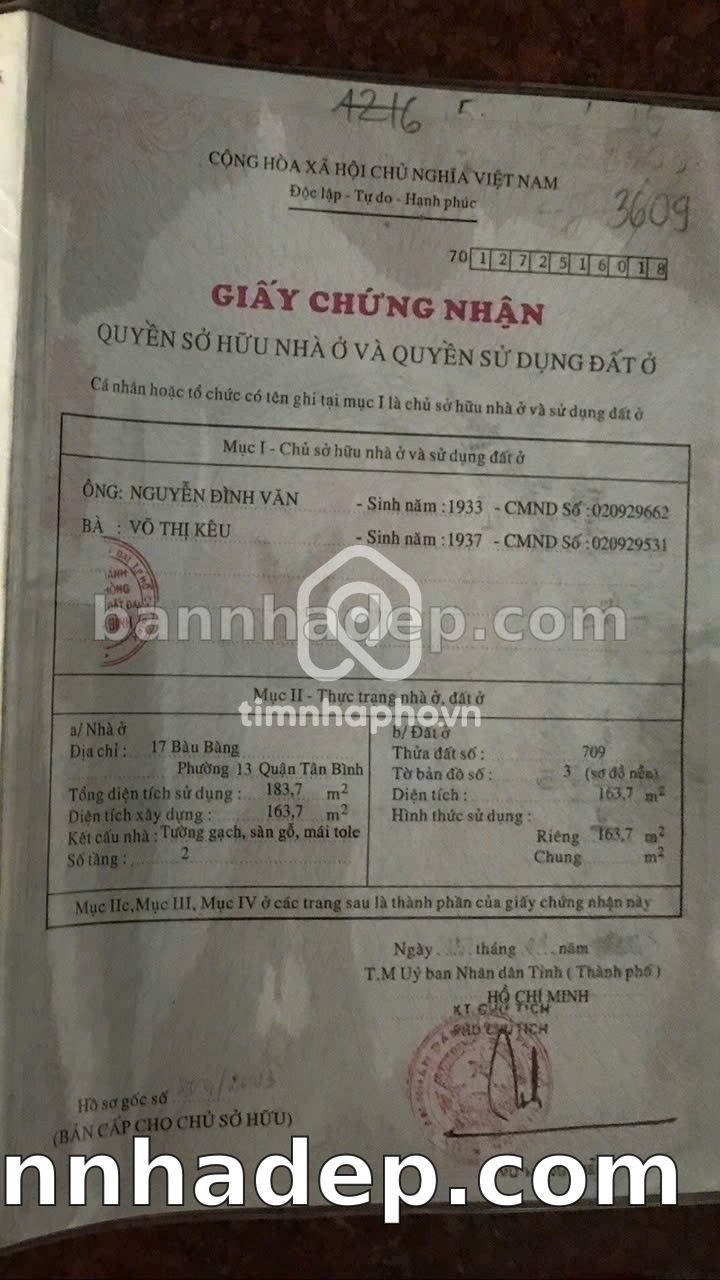 4216
CỘNG HÒA XÃ HỘI CHỦ NGHĨA VIỆT NAM
Độc lập - Tự do - Hạnh phúc
3609
70 1 2 7 2 5 1 6 0 1 8
GIẤY CHỨNG NHẬN
QUYỀN SỞ HỮU NHÀ Ở VÀ QUYỀN SỬ DỤNG ĐẤT Ở
Cá nhân hoặc tổ chức có tên ghi tại mục I là chủ sở hữu nhà ở và sử dụng đất ở
Mục I - Chủ sở hữu nhà ở và sử dụng đất ở
ÔNG: NGUYỄN ĐÌNH VĂN - Sinh năm : 1933 - CMND Số : 020929662
BÀ : VÕ THỊ KÊU - Sinh năm : 1937 - CMND Số : 020929531
bannhadep.com
Mục II - Thực trạng nhà ở, đất ở
timnhapho.vn
a/ Nhà ở
Địa chỉ : 17 Bàu Bàng
Phường 13 Quận Tân Bình
Tổng diện tích sử dụng : 183,7 m2
Diện tích xây dựng : 163,7 m2
Kết cấu nhà : Tường gạch, sàn gỗ, mái tole
Số tầng : 2
b/ Đất ở
Thửa đất số : 709
Tờ bản đồ số : 3 (sơ đồ nền)
Diện tích : 163,7 m2
Hình thức sử dụng :
Riêng 163,7 m2
Chung m2
Mục IIc, Mục III, Mục IV ở các trang sau là thành phần của giấy chứng nhận này
Ngày tháng năm
T.M Uỷ ban Nhân dân Tỉnh ( Thành phố )
HỒ CHÍ MINH
KT CHỦ TỊCH
PHÓ CHỦ TỊCH
Hồ sơ gốc số
(BẢN CẤP CHO CHỦ SỞ HỮU)
nnhadep.com